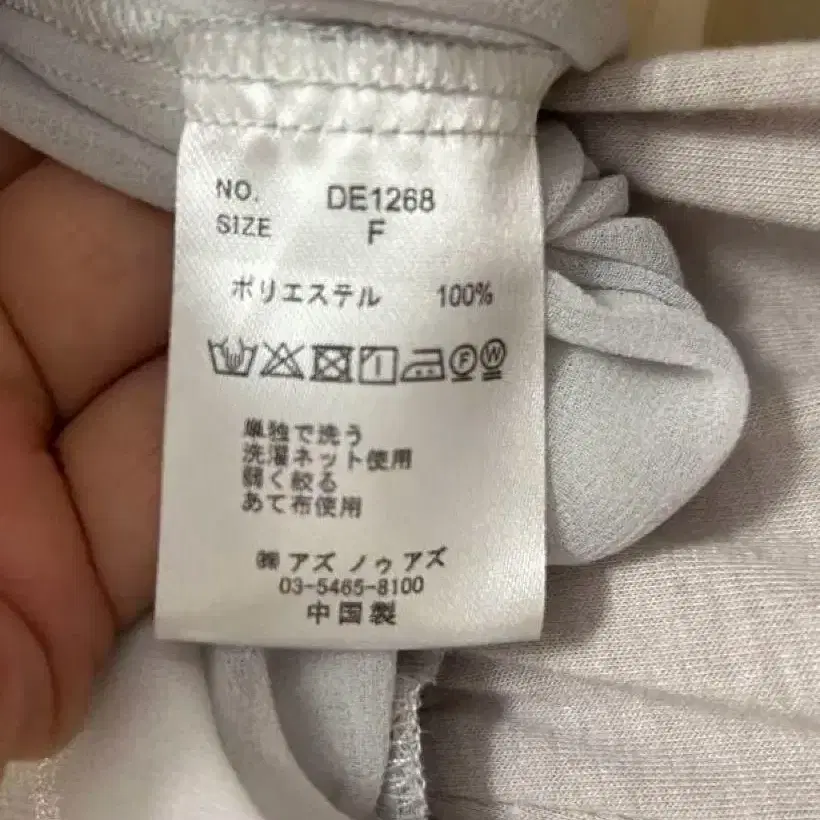 NO. DE1268
SIZE F
ポリエステル 100%
F W
単独で洗う
洗濯ネット使用
弱く絞る
あて布使用
㈱アズ ノゥ アズ
03-5465-8100
中国製